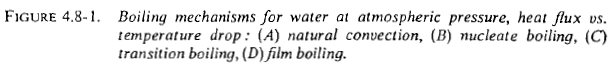 FIGURE 4.8-1. Boiling mechanisms for water at atmospheric pressure, heat flux vs.
temperature drop: (A) natural convection, (B) nucleate boiling, (C)
transition boiling, (D) film boiling.